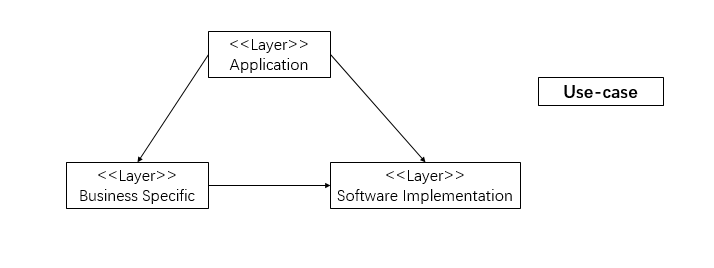 <<Layer>>
Application
Use-case
<<Layer>>
Business Specific
<<Layer>>
Software Implementation